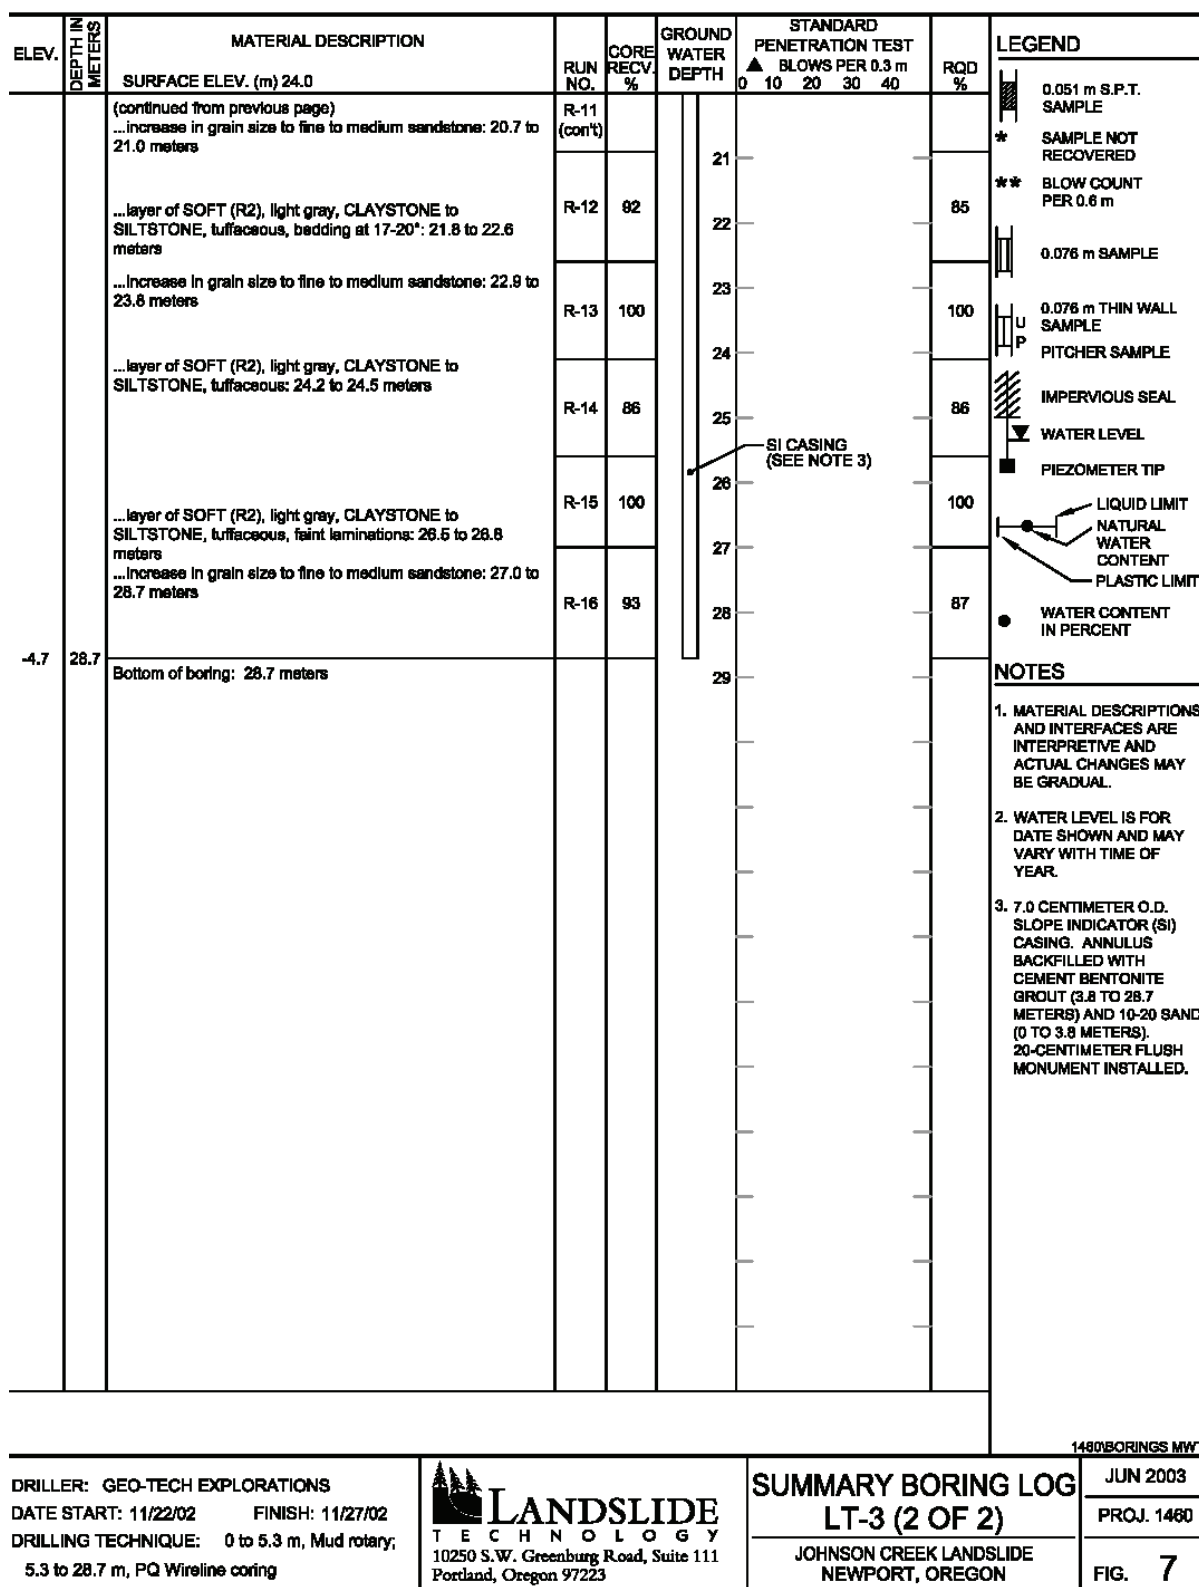 ELEV.
DEPTH IN
METERS
MATERIAL DESCRIPTION
SURFACE ELEV. (m) 24.0
RUN
NO.
CORE
RECV.
%
GROUND
WATER
DEPTH
STANDARD
PENETRATION TEST
▲ BLOWS PER 0.3 m
0 10 20 30 40
RQD
%
(continued from previous page)
...increase in grain size to fine to medium sandstone: 20.7 to
21.0 meters
R-11
(con't)
21
...layer of SOFT (R2), light gray, CLAYSTONE to
SILTSTONE, tuffaceous, bedding at 17-20°: 21.8 to 22.6
meters
R-12 92 85
22
...increase in grain size to fine to medium sandstone: 22.9 to
23.8 meters
23
R-13 100 100
24
...layer of SOFT (R2), light gray, CLAYSTONE to
SILTSTONE, tuffaceous: 24.2 to 24.5 meters
R-14 86 86
25
SI CASING
(SEE NOTE 3)
26
R-15 100 100
...layer of SOFT (R2), light gray, CLAYSTONE to
SILTSTONE, tuffaceous, faint laminations: 26.5 to 26.8
meters
27
...increase in grain size to fine to medium sandstone: 27.0 to
28.7 meters
R-16 93 87
28
-4.7 28.7
Bottom of boring: 28.7 meters
29
LEGEND
0.051 m S.P.T.
SAMPLE
* SAMPLE NOT
RECOVERED
** BLOW COUNT
PER 0.6 m
0.076 m SAMPLE
0.076 m THIN WALL
U SAMPLE
P PITCHER SAMPLE
IMPERVIOUS SEAL
WATER LEVEL
PIEZOMETER TIP
LIQUID LIMIT
NATURAL
WATER
CONTENT
PLASTIC LIMIT
WATER CONTENT
IN PERCENT
NOTES
1. MATERIAL DESCRIPTIONS
AND INTERFACES ARE
INTERPRETIVE AND
ACTUAL CHANGES MAY
BE GRADUAL.
2. WATER LEVEL IS FOR
DATE SHOWN AND MAY
VARY WITH TIME OF
YEAR.
3. 7.0 CENTIMETER O.D.
SLOPE INDICATOR (SI)
CASING. ANNULUS
BACKFILLED WITH
CEMENT BENTONITE
GROUT (3.8 TO 28.7
METERS) AND 10-20 SAND
(0 TO 3.8 METERS).
20-CENTIMETER FLUSH
MONUMENT INSTALLED.
1460\BORINGS MWT
DRILLER: GEO-TECH EXPLORATIONS
DATE START: 11/22/02 FINISH: 11/27/02
DRILLING TECHNIQUE: 0 to 5.3 m, Mud rotary;
5.3 to 28.7 m, PQ Wireline coring
LANDSLIDE
TECHNOLOGY
10250 S.W. Greenburg Road, Suite 111
Portland, Oregon 97223
SUMMARY BORING LOG
LT-3 (2 OF 2)
JOHNSON CREEK LANDSLIDE
NEWPORT, OREGON
JUN 2003
PROJ. 1460
FIG. 7